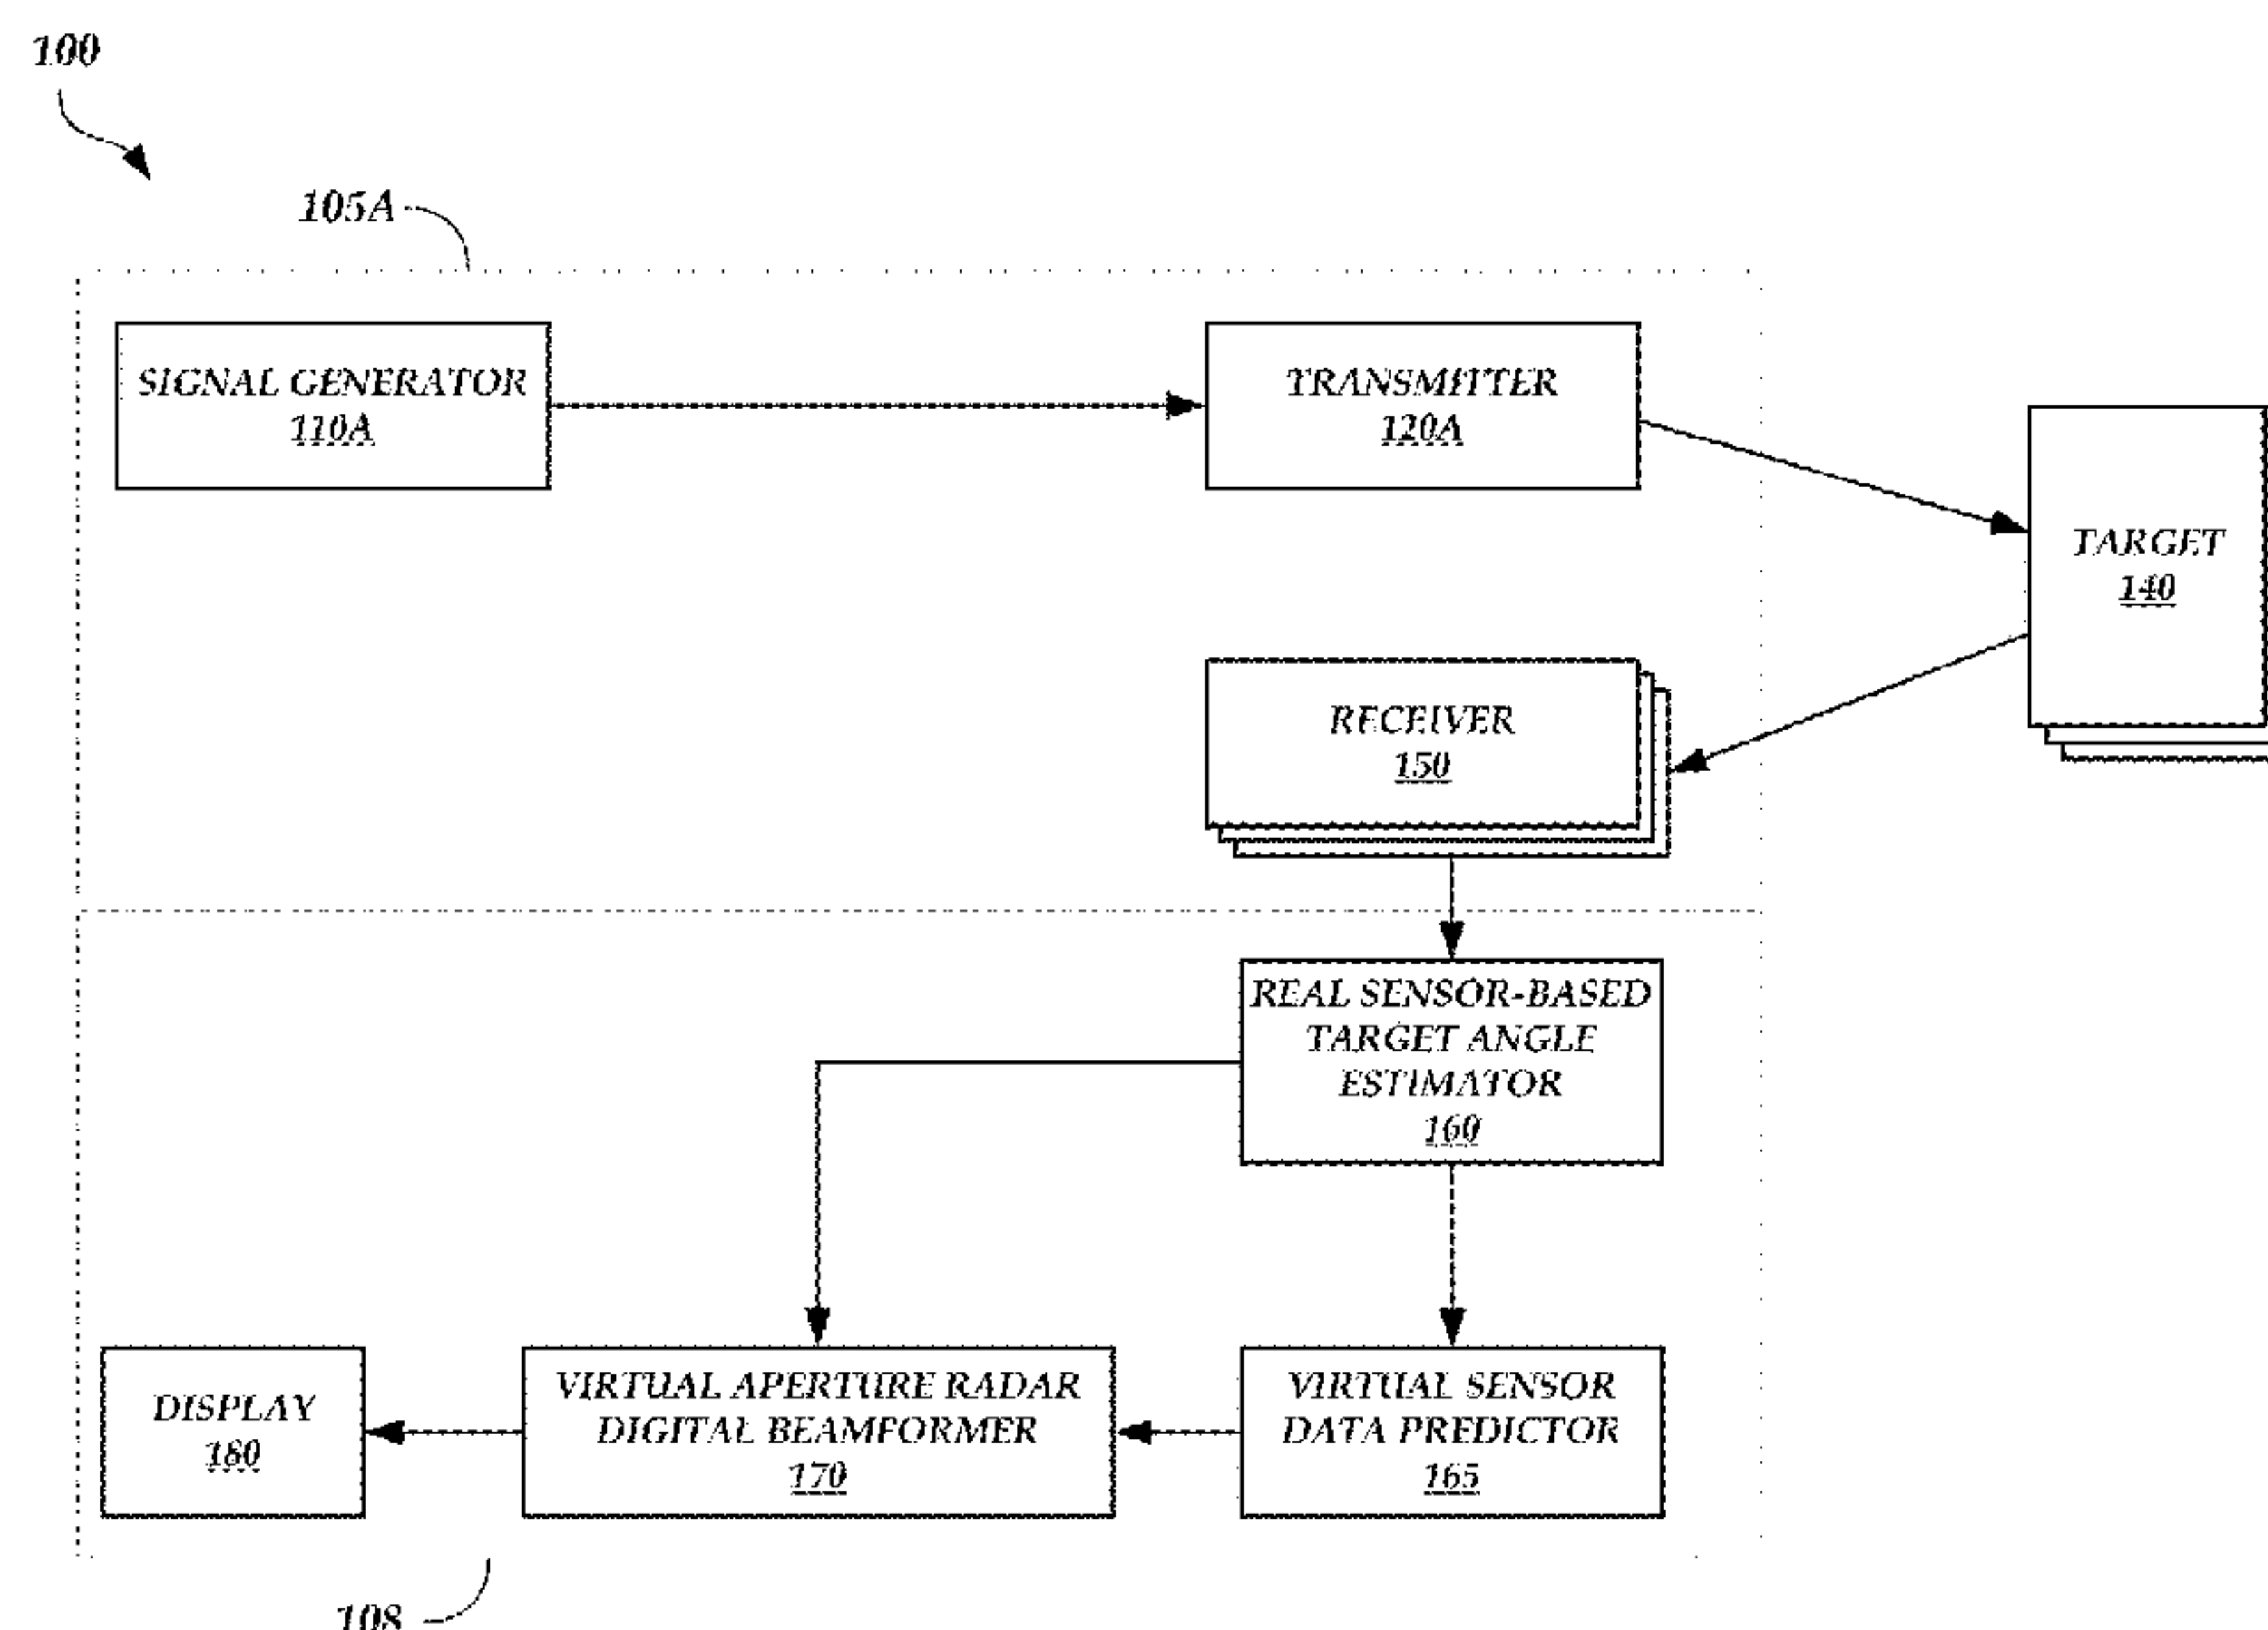 100
105A
SIGNAL GENERATOR
110A
TRANSMITTER
120A
TARGET
140
RECEIVER
150
REAL SENSOR-BASED
TARGET ANGLE
ESTIMATOR
160
DISPLAY
180
VIRTUAL APERTURE RADAR
DIGITAL BEAMFORMER
170
VIRTUAL SENSOR
DATA PREDICTOR
165
108